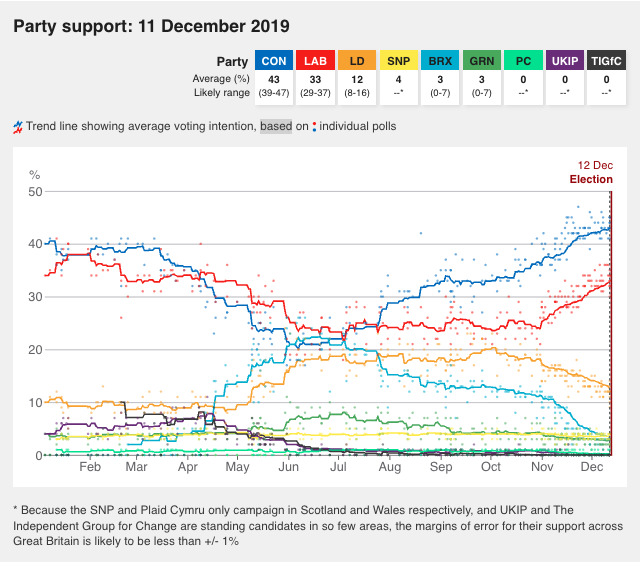 Party support: 11 December 2019
Party CON LAB LD SNP BRX GRN PC UKIP TIGfC
Average (%) 43 33 12 4 3 3 0 0 0
Likely range (39-47) (29-37) (8-16) --* (0-7) (0-7) --* --* --*
Trend line showing average voting intention, based on individual polls
12 Dec
Election
%
50
40
30
20
10
0
Feb Mar Apr May Jun Jul Aug Sep Oct Nov Dec
* Because the SNP and Plaid Cymru only campaign in Scotland and Wales respectively, and UKIP and The
Independent Group for Change are standing candidates in so few areas, the margins of error for their support across
Great Britain is likely to be less than +/- 1%